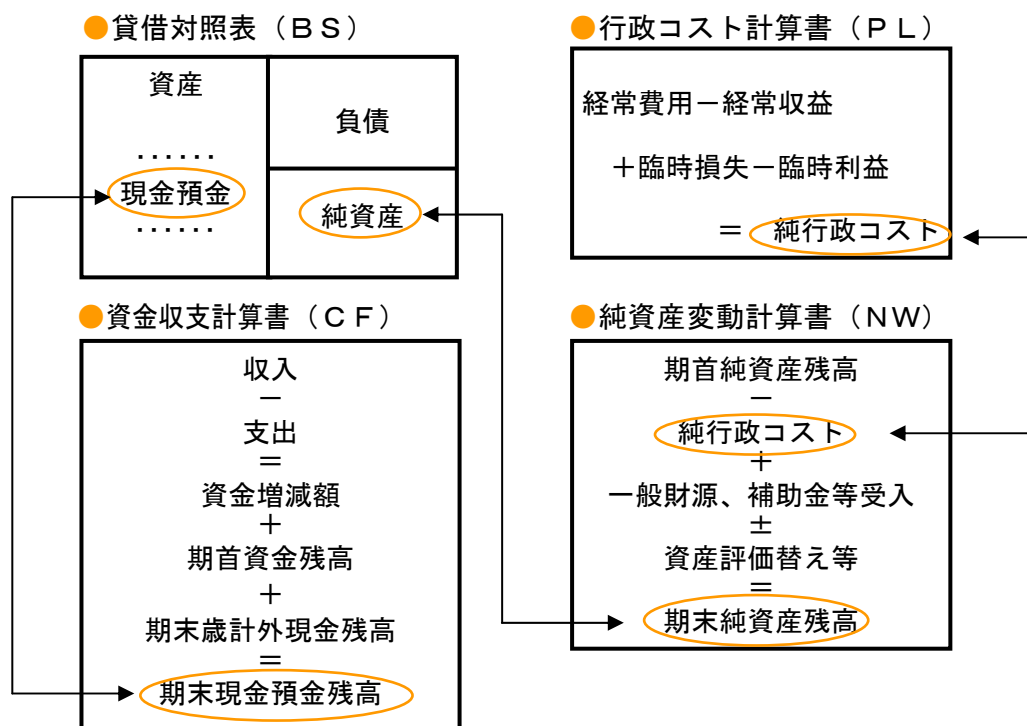 ●貸借対照表（ＢＳ）
資産
‥‥‥
現金預金
‥‥‥
負債
純資産
●行政コスト計算書（ＰＬ）
経常費用－経常収益
＋臨時損失－臨時利益
＝ 純行政コスト
●資金収支計算書（ＣＦ）
収入
－
支出
＝
資金増減額
＋
期首資金残高
＋
期末歳計外現金残高
＝
期末現金預金残高
●純資産変動計算書（ＮＷ）
期首純資産残高
－
純行政コスト
＋
一般財源、補助金等受入
±
資産評価替え等
＝
期末純資産残高